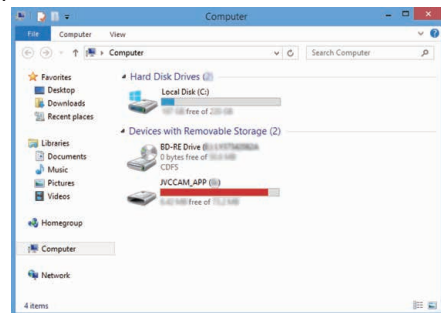 Computer
File Computer View
Computer
Search Computer
Favorites
Desktop
Downloads
Recent places
Libraries
Documents
Music
Pictures
Videos
Homegroup
Computer
Network
Hard Disk Drives
Local Disk (C:)
free of
Devices with Removable Storage (2)
BD-RE Drive
0 bytes free of
CDFS
JVCCAM_APP
free of
4 items